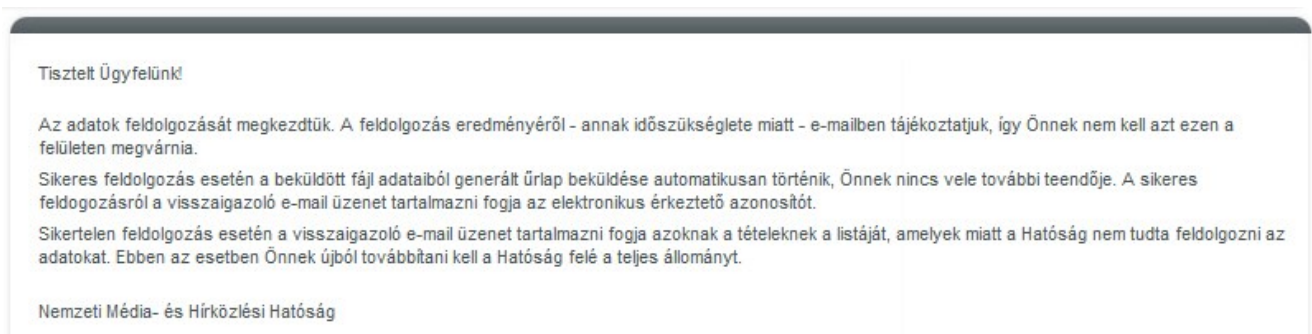 Tisztelt Ügyfelünk!
Az adatok feldolgozását megkezdtük. A feldolgozás eredményéről - annak időszükséglete miatt - e-mailben tájékoztatjuk, így Önnek nem kell azt ezen a
felületen megvárnia.
Sikeres feldolgozás esetén a beküldött fájl adataiból generált űrlap beküldése automatikusan történik, Önnek nincs vele további teendője. A sikeres
feldogozásról a visszaigazoló e-mail üzenet tartalmazni fogja az elektronikus érkeztető azonosítót.
Sikertelen feldolgozás esetén a visszaigazoló e-mail üzenet tartalmazni fogja azoknak a tételeknek a listáját, amelyek miatt a Hatóság nem tudta feldolgozni az
adatokat. Ebben az esetben Önnek újból továbbítani kell a Hatóság felé a teljes állományt.
Nemzeti Média- és Hírközlési Hatóság